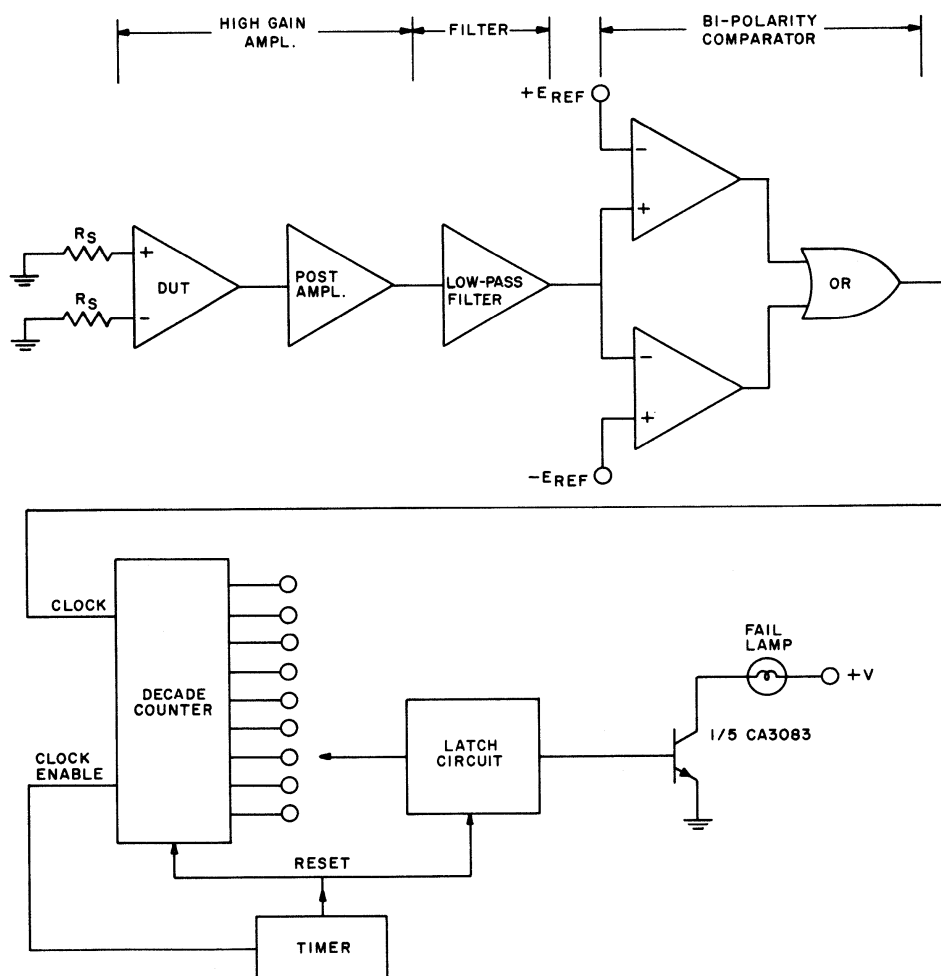 HIGH GAIN
AMPL.
FILTER
BI-POLARITY
COMPARATOR
+EREF
−
+
RS
+
DUT
RS
−
POST
AMPL.
LOW-PASS
FILTER
OR
−
+
−EREF
CLOCK
DECADE
COUNTER
CLOCK
ENABLE
LATCH
CIRCUIT
FAIL
LAMP
+V
1/5 CA3083
RESET
TIMER